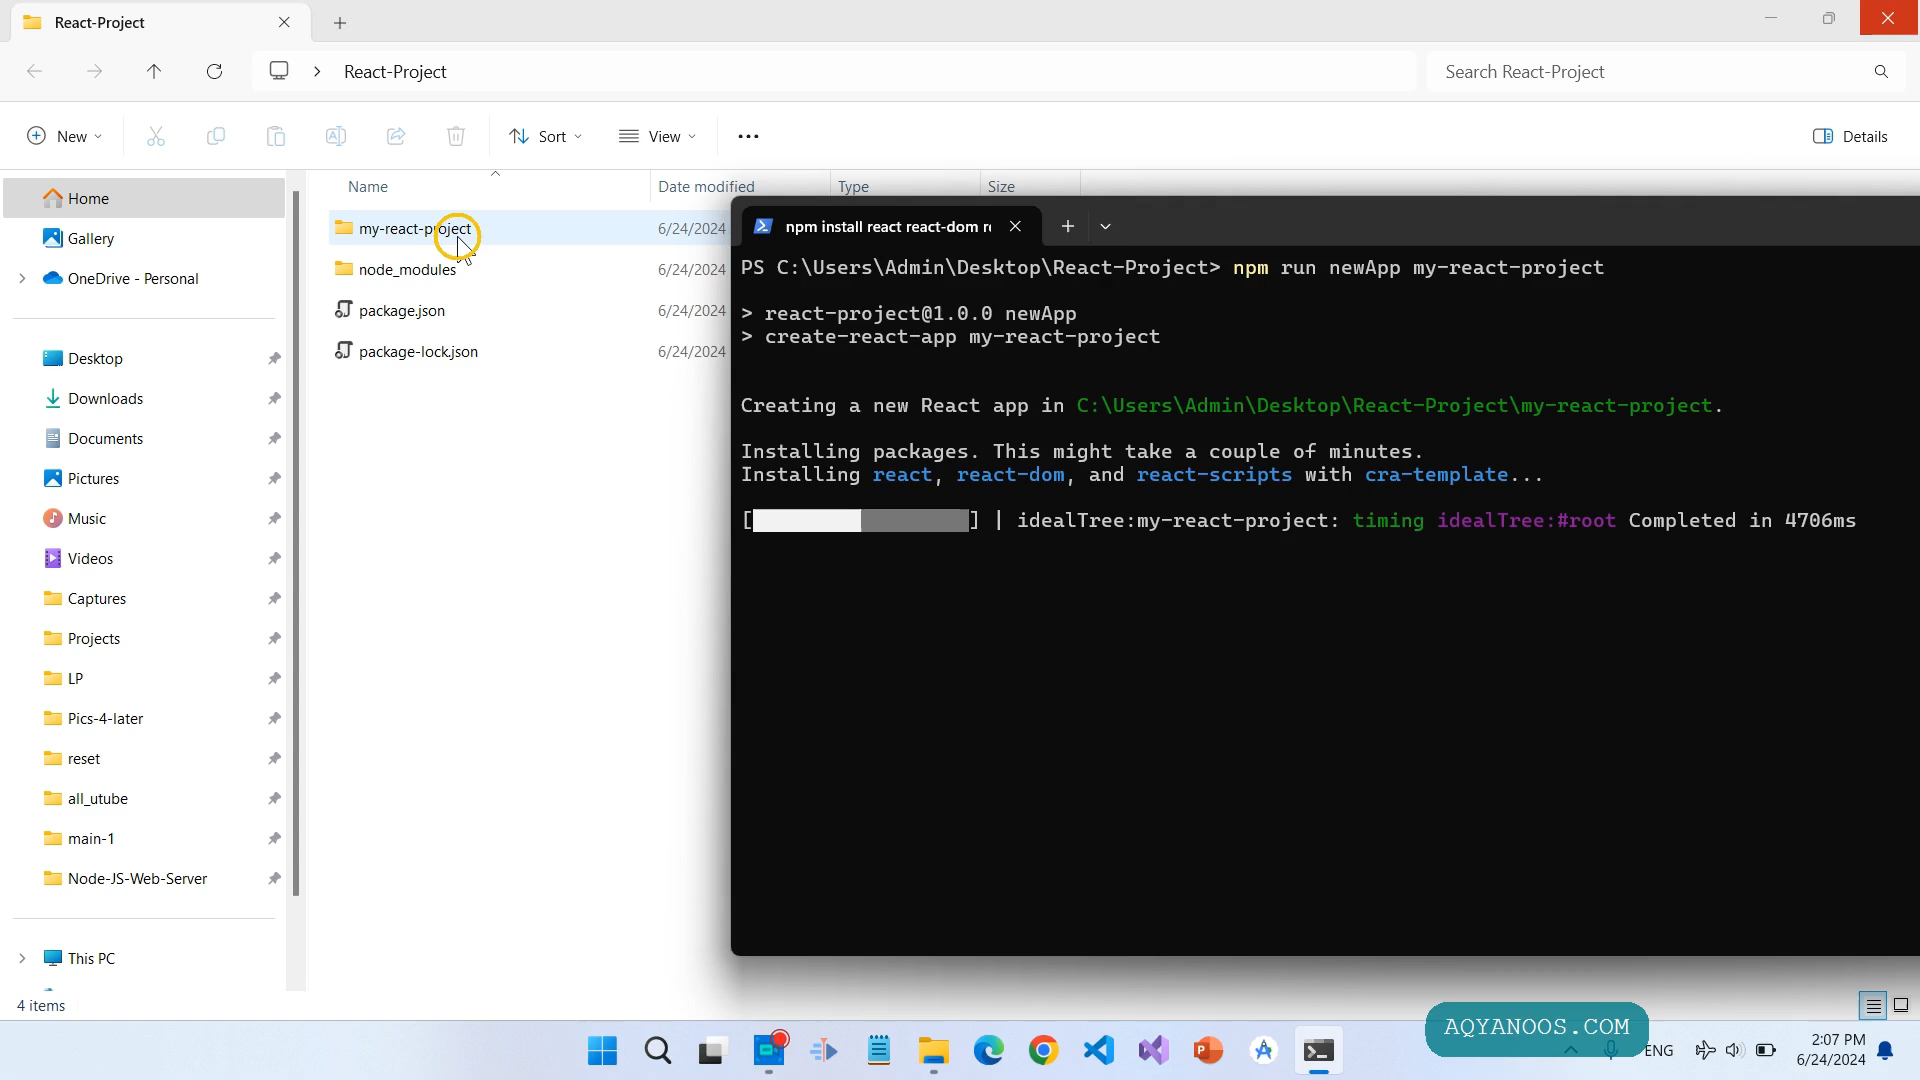 React-Project
React-Project
Search React-Project
New
Sort
View
Details
Home
Gallery
OneDrive - Personal
Desktop
Downloads
Documents
Pictures
Music
Videos
Captures
Projects
LP
Pics-4-later
reset
all_utube
main-1
Node-JS-Web-Server
This PC
4 items
Name
Date modified
Type
Size
my-react-project
6/24/2024
node_modules
6/24/2024
package.json
6/24/2024
package-lock.json
6/24/2024
npm install react react-dom re
PS C:\Users\Admin\Desktop\React-Project> npm run newApp my-react-project
> react-project@1.0.0 newApp
> create-react-app my-react-project
Creating a new React app in C:\Users\Admin\Desktop\React-Project\my-react-project.
Installing packages. This might take a couple of minutes.
Installing react, react-dom, and react-scripts with cra-template...
[ ] | idealTree:my-react-project: timing idealTree:#root Completed in 4706ms
AQYANOOS.COM
ENG
2:07 PM
6/24/2024